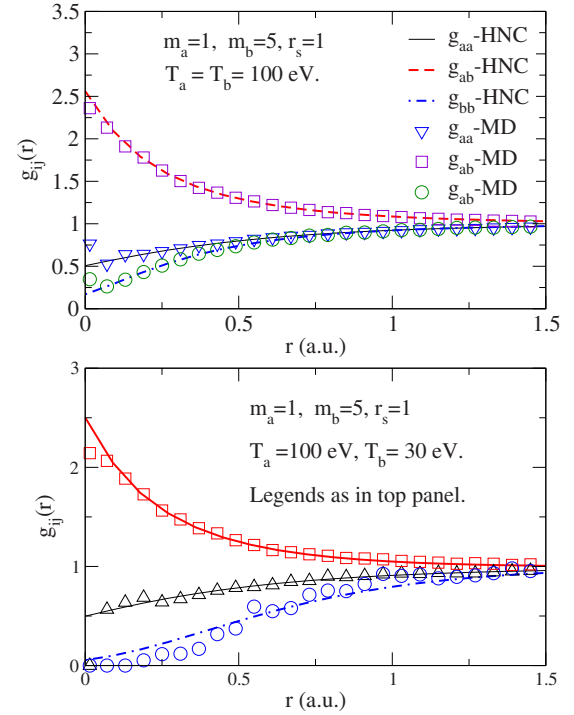 m_a=1, m_b=5, r_s=1
T_a = T_b= 100 eV.
g_aa-HNC
g_ab-HNC
g_bb-HNC
g_aa-MD
g_ab-MD
g_ab-MD
g_ij(r)
3.5
3
2.5
2
1.5
1
0.5
0
0
0.5
1
1.5
r (a.u.)
m_a=1, m_b=5, r_s=1
T_a =100 eV, T_b= 30 eV.
Legends as in top panel.
g_ij(r)
3
2
1
0
0
0.5
1
1.5
r (a.u.)